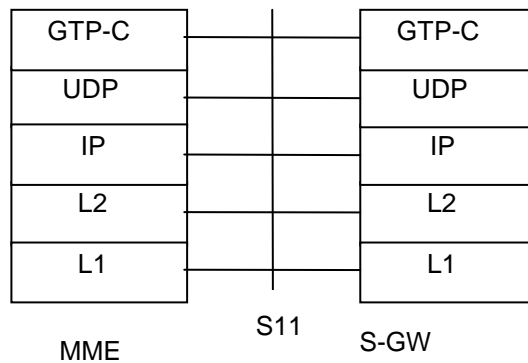 GTP-C GTP-C
UDP UDP
IP IP
L2 L2
L1 L1
S11
MME S-GW